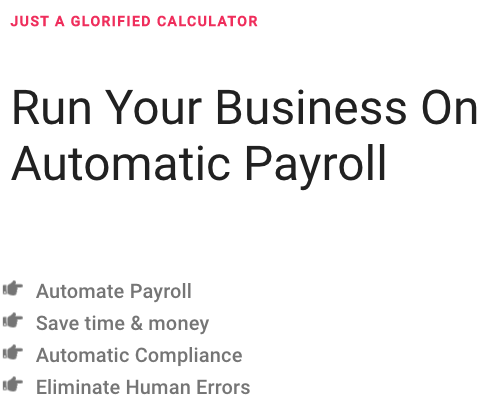 JUST A GLORIFIED CALCULATOR
Run Your Business On
Automatic Payroll
Automate Payroll
Save time & money
Automatic Compliance
Eliminate Human Errors